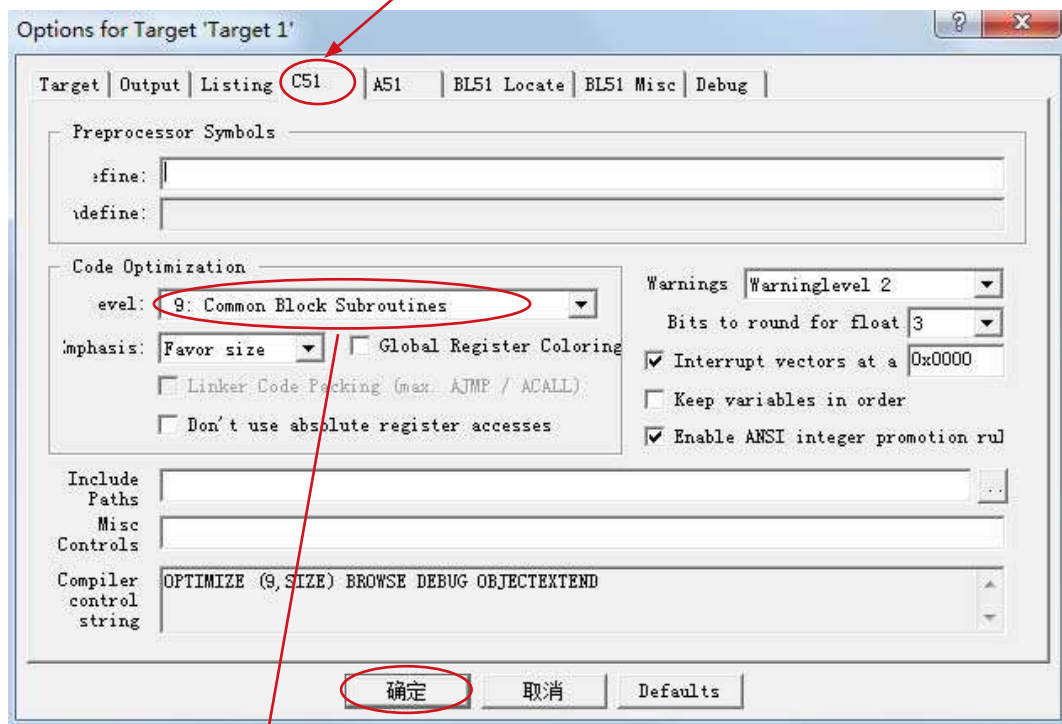 Options for Target 'Target 1'
Target Output Listing C51 A51 BL51 Locate BL51 Misc Debug
Preprocessor Symbols
efine:
ndefine:
Code Optimization
evel: 9: Common Block Subroutines
Emphasis: Favor size Global Register Coloring
Linker Code Packing (max. AJMP / ACALL)
Don't use absolute register accesses
Warnings Warninglevel 2
Bits to round for float 3
Interrupt vectors at a 0x0000
Keep variables in order
Enable ANSI integer promotion rul
Include
Paths
..
Misc
Controls
Compiler
control
string
OPTIMIZE (9,SIZE) BROWSE DEBUG OBJECTEXTEND
确定 取消 Defaults